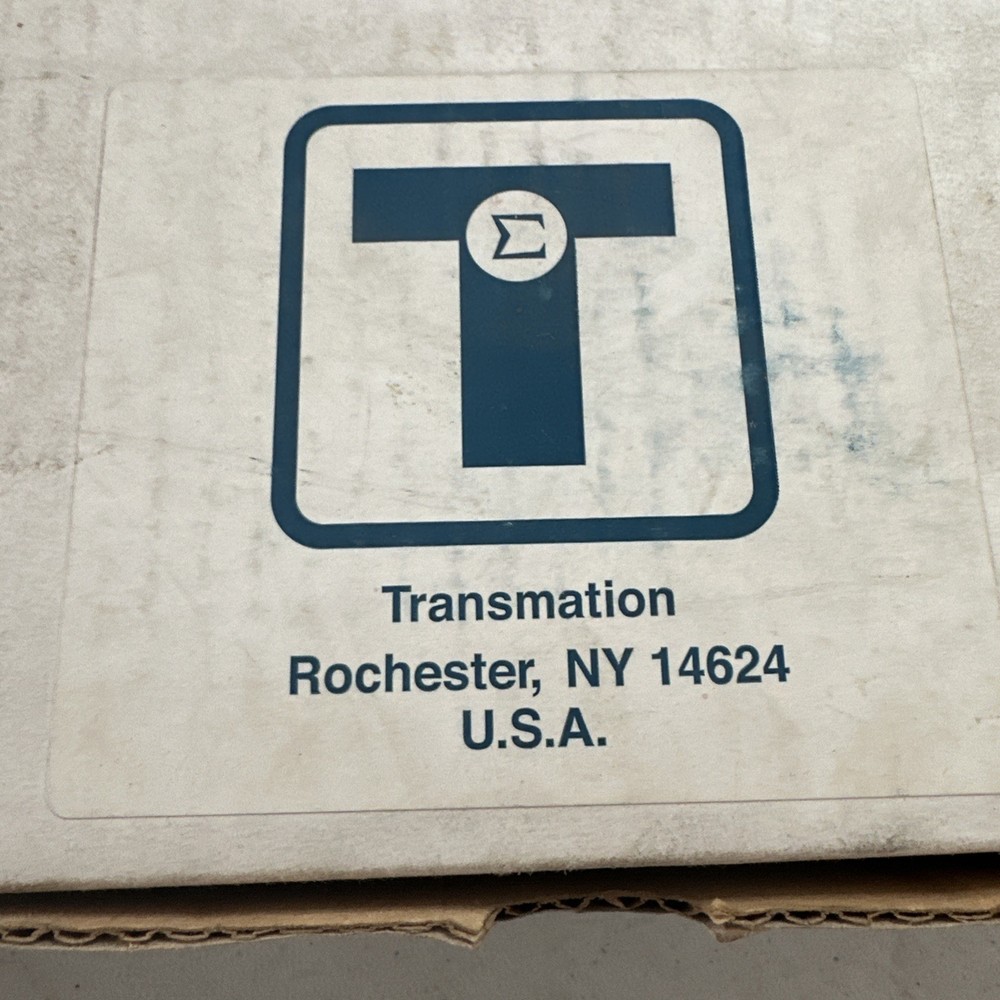 T
Σ
Transmation
Rochester, NY 14624
U.S.A.